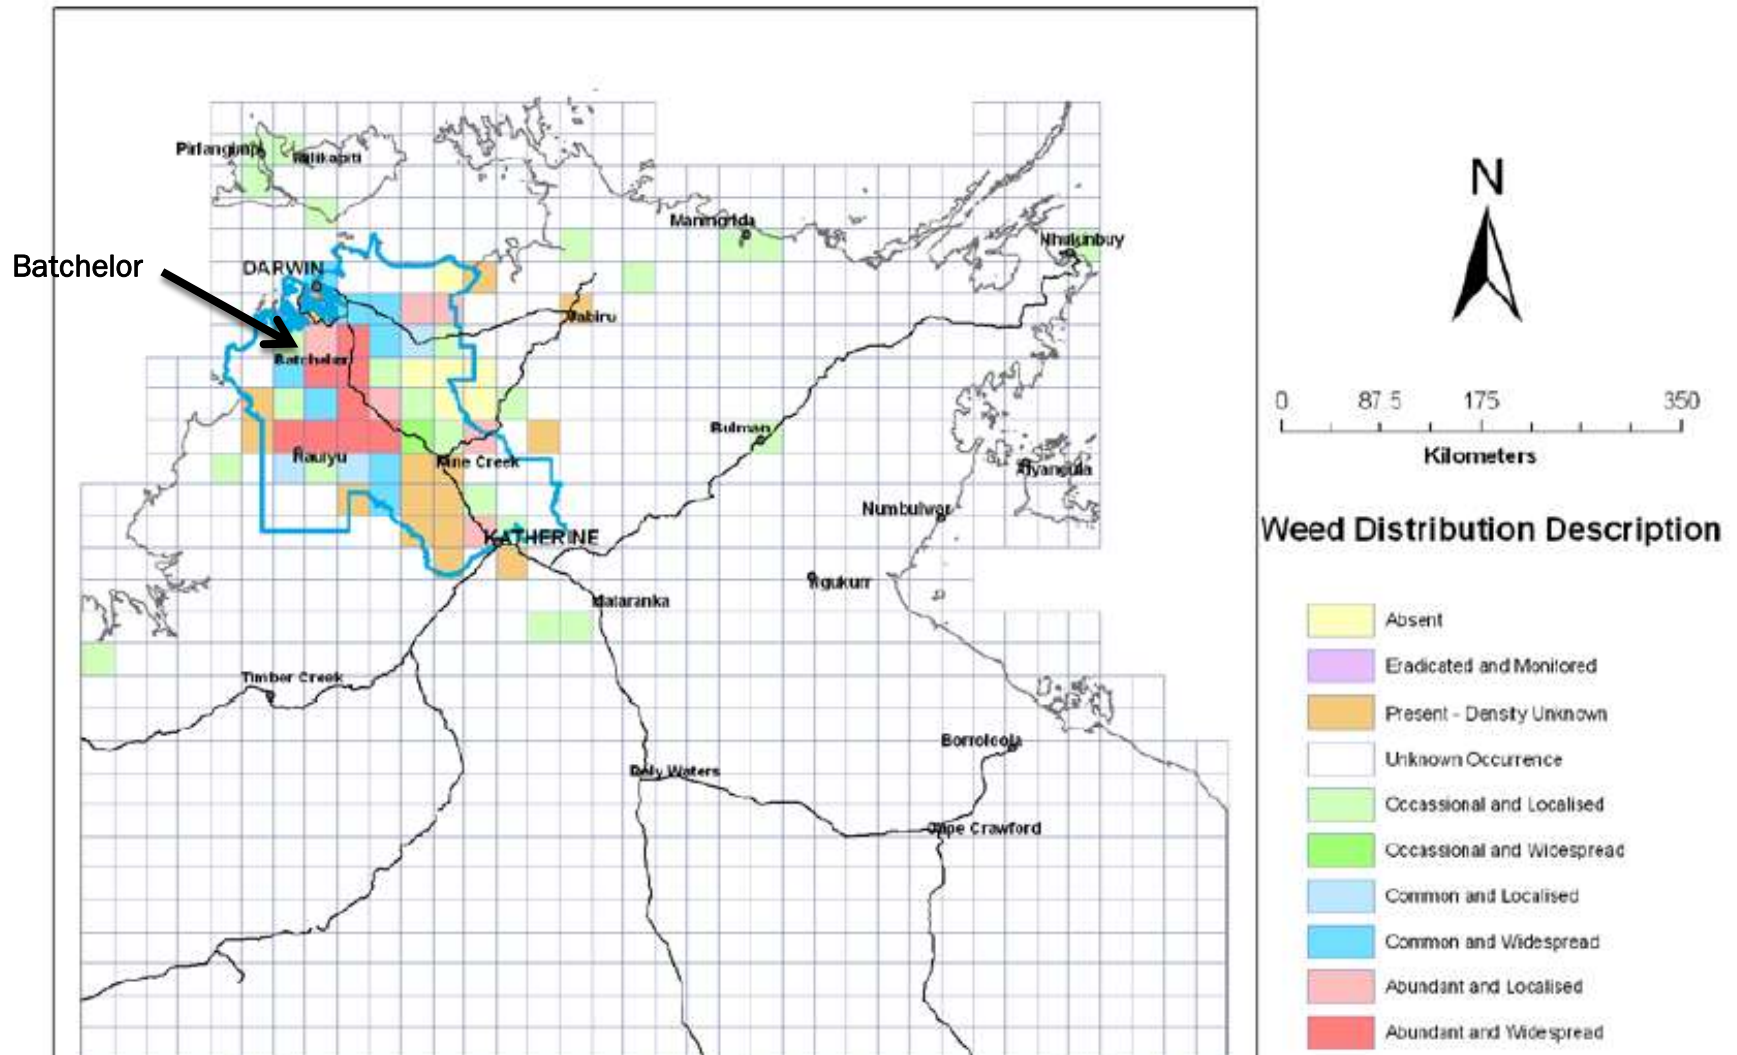 Pirlangimpi
Milikapiti
Maningrida
Nhulunbuy
Batchelor
DARWIN
Jabiru
Batchelor
Bulman
Nauiyu
Pine Creek
Alyangula
Numbulwar
KATHERINE
Ngukurr
Mataranka
Timber Creek
Borroloola
Daly Waters
Cape Crawford
N
0 87.5 175 350
Kilometers
Weed Distribution Description
Absent
Eradicated and Monitored
Present - Density Unknown
Unknown Occurrence
Occassional and Localised
Occassional and Widespread
Common and Localised
Common and Widespread
Abundant and Localised
Abundant and Widespread